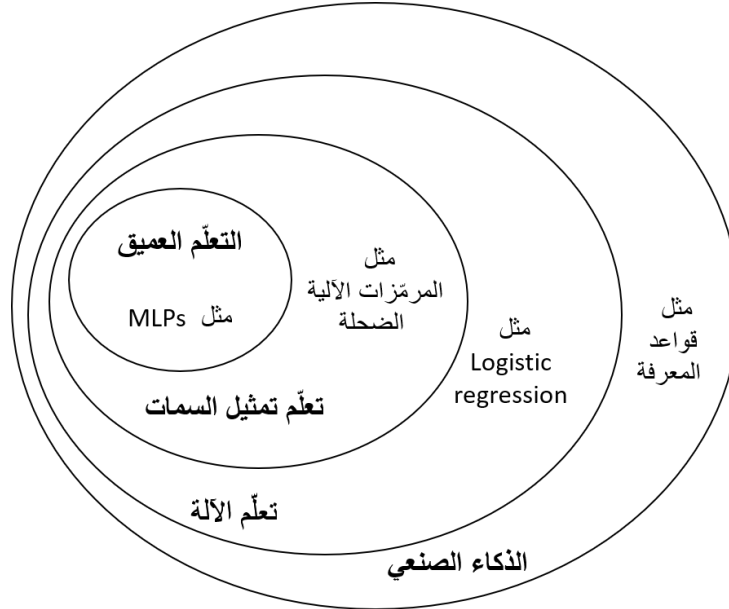 التعلّم العميق
مثل MLPs
مثل
المرمّزات الآلية
الضحلة
تعلّم تمثيل السمات
مثل
Logistic
regression
تعلّم الآلة
مثل
قواعد
المعرفة
الذكاء الصنعي